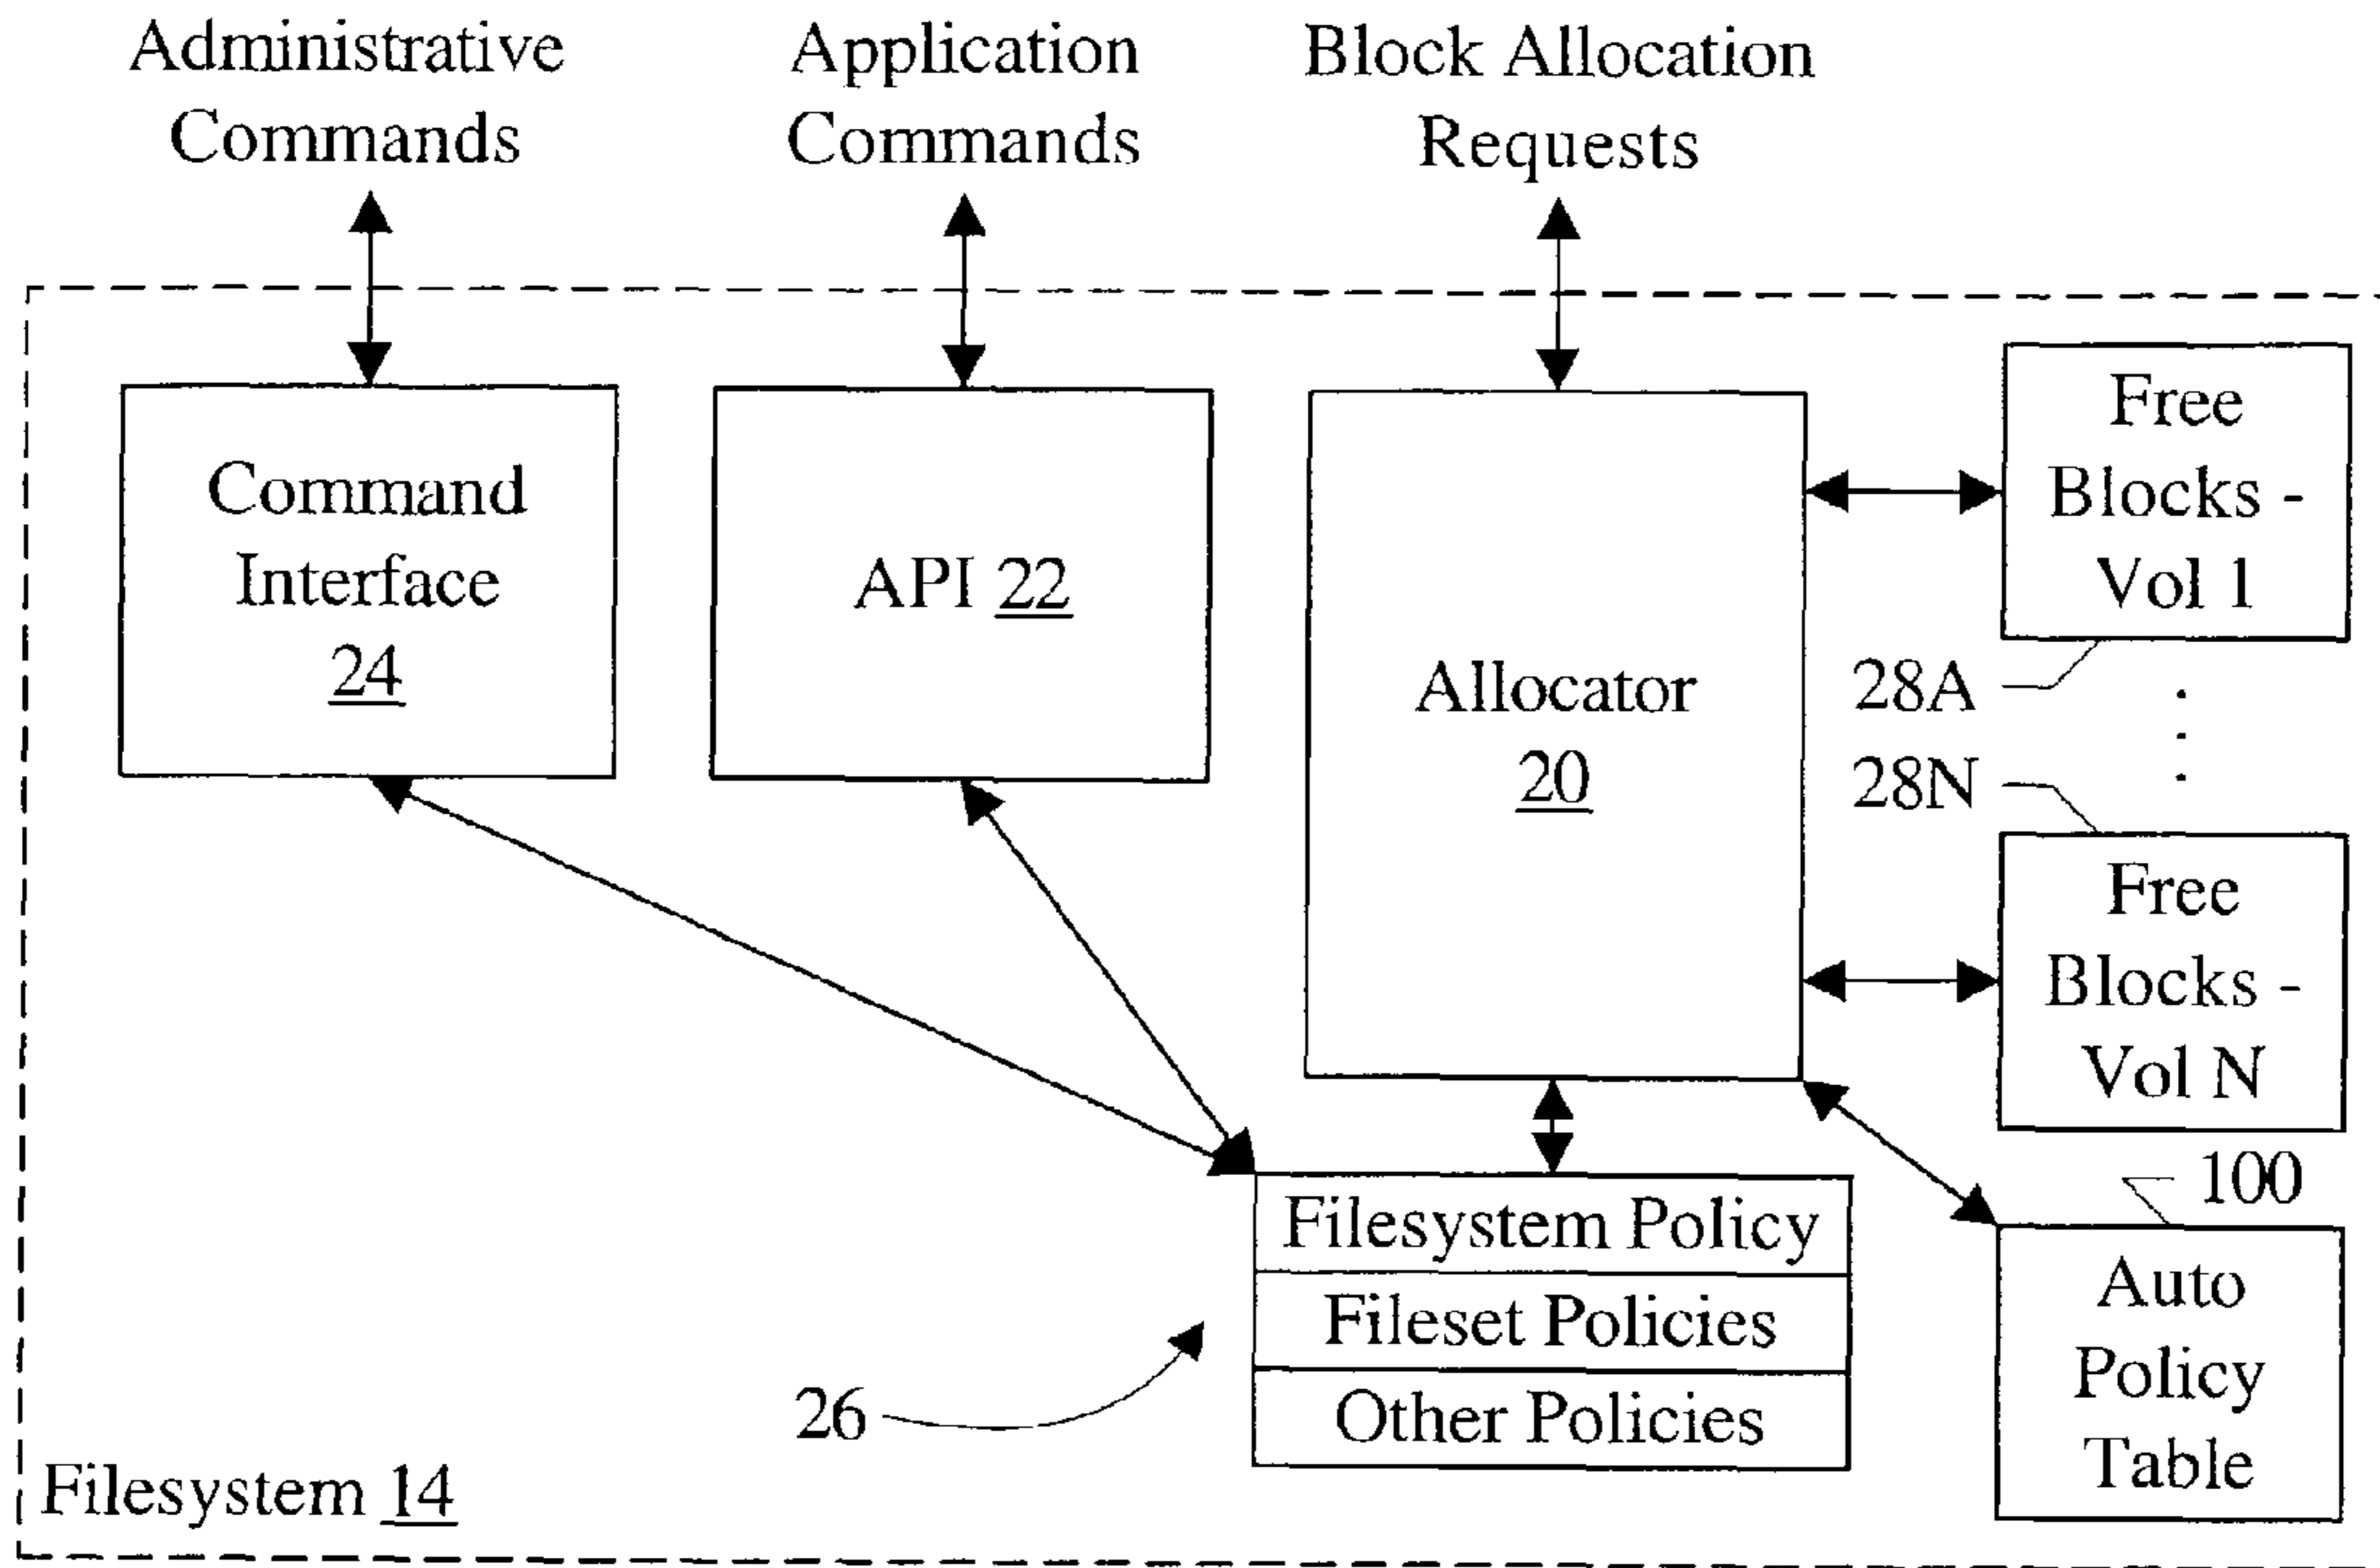 Administrative
Commands
Application
Commands
Block Allocation
Requests
Command
Interface
24
API 22
Allocator
20
Free
Blocks -
Vol 1
28A
28N
Free
Blocks -
Vol N
100
Filesystem Policy
Fileset Policies
Other Policies
26
Auto
Policy
Table
Filesystem 14